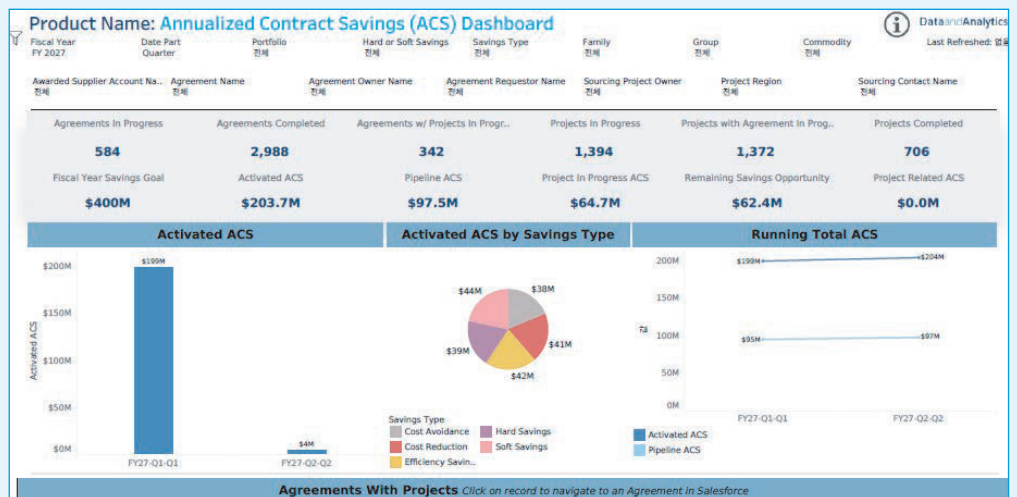 Product Name: Annualized Contract Savings (ACS) Dashboard
DataandAnalytics
Fiscal Year Date Part Portfolio Hard or Soft Savings Savings Type Family Group Commodity Last Refreshed: 없음
FY 2027 Quarter 전체 전체 전체 전체 전체 전체
Awarded Supplier Account Na.. Agreement Name Agreement Owner Name Agreement Requestor Name Sourcing Project Owner Project Region Sourcing Contact Name
전체 전체 전체 전체 전체 전체 전체
Agreements In Progress Agreements Completed Agreements w/ Projects In Progr.. Projects In Progress Projects with Agreement In Prog.. Projects Completed
584 2,988 342 1,394 1,372 706
Fiscal Year Savings Goal Activated ACS Pipeline ACS Project In Progress ACS Remaining Savings Opportunity Project Related ACS
$400M $203.7M $97.5M $64.7M $62.4M $0.0M
Activated ACS Activated ACS by Savings Type Running Total ACS
Activated ACS
$200M
$150M
$100M
$50M
$0M
$199M
$4M
FY27-Q1-Q1 FY27-Q2-Q2
$44M $38M
$39M $41M
$42M
Savings Type
Cost Avoidance Hard Savings
Cost Reduction Soft Savings
Efficiency Savin..
값
200M
150M
100M
50M
0M
$199M $204M
$95M $97M
FY27-Q1-Q1 FY27-Q2-Q2
Activated ACS
Pipeline ACS
Agreements With Projects Click on record to navigate to an Agreement in Salesforce